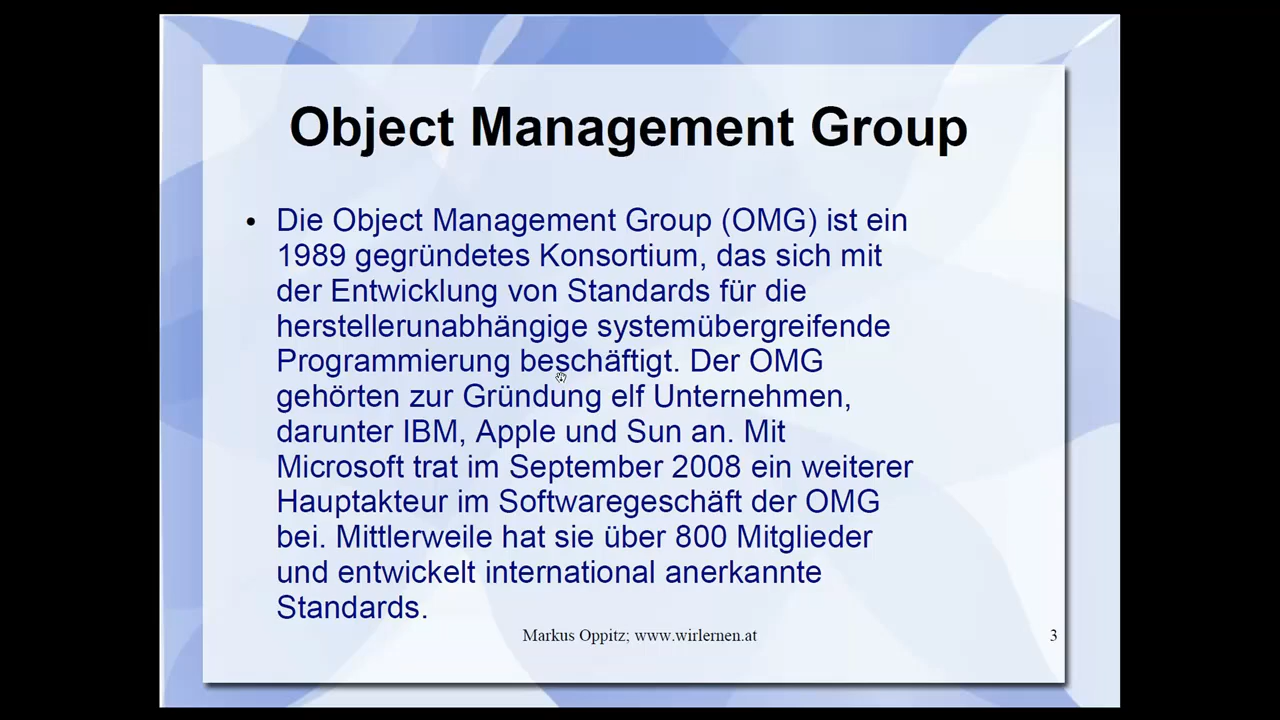 Object Management Group
• Die Object Management Group (OMG) ist ein
1989 gegründetes Konsortium, das sich mit
der Entwicklung von Standards für die
herstellerunabhängige systemübergreifende
Programmierung beschäftigt. Der OMG
gehörten zur Gründung elf Unternehmen,
darunter IBM, Apple und Sun an. Mit
Microsoft trat im September 2008 ein weiterer
Hauptakteur im Softwaregeschäft der OMG
bei. Mittlerweile hat sie über 800 Mitglieder
und entwickelt international anerkannte
Standards.
Markus Oppitz; www.wirlernen.at
3